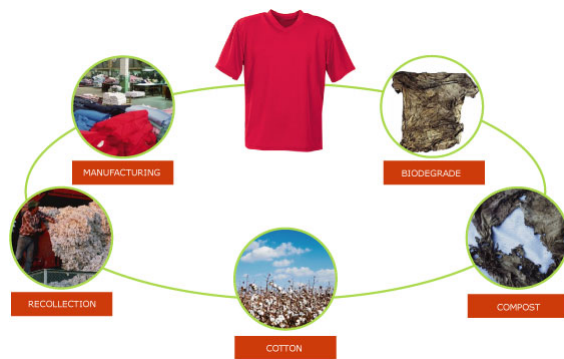 MANUFACTURING
BIODEGRADE
RECOLLECTION
COMPOST
COTTON